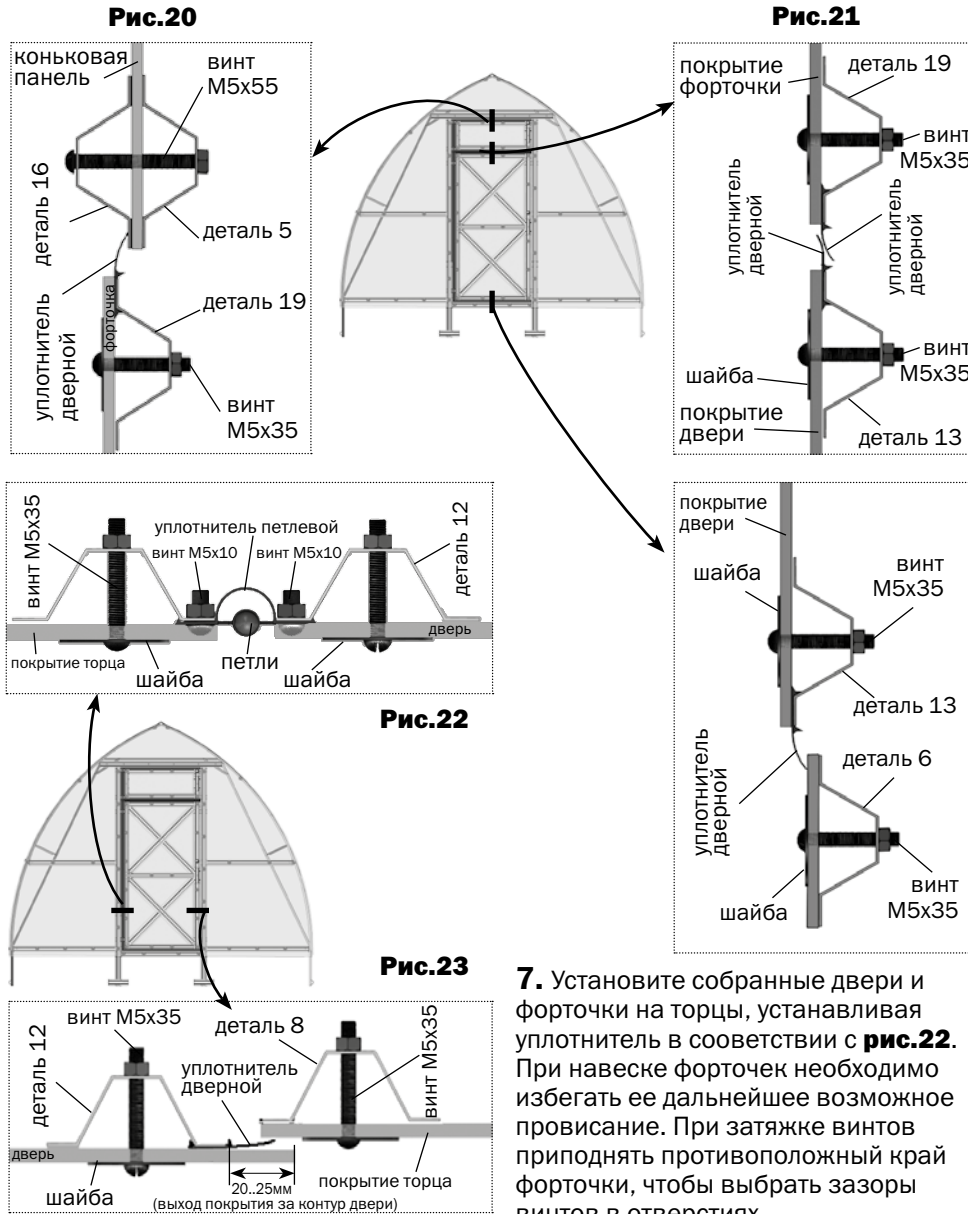 Рис.20
коньковая
панель
винт
М5х55
деталь 16
деталь 5
уплотнитель
дверной
форточка
деталь 19
винт
М5х35
Рис.21
покрытие
форточки
деталь 19
винт
М5х35
уплотнитель
дверной
уплотнитель
дверной
винт
М5х35
шайба
покрытие
двери
деталь 13
винт М5х35
уплотнитель петлевой
винт М5х10
винт М5х10
деталь 12
дверь
покрытие торца
шайба
петли
шайба
Рис.22
покрытие
двери
шайба
винт
М5х35
деталь 13
уплотнитель
дверной
деталь 6
шайба
винт
М5х35
Рис.23
деталь 12
винт М5х35
деталь 8
уплотнитель
дверной
винт М5х35
дверь
шайба
20..25мм
покрытие торца
(выход покрытия за контур двери)
7. Установите собранные двери и
форточки на торцы, устанавливая
уплотнитель в сооветствии с рис.22.
При навеске форточек необходимо
избегать ее дальнейшее возможное
провисание. При затяжке винтов
приподнять противоположный край
форточки, чтобы выбрать зазоры
винтов в отверстиях